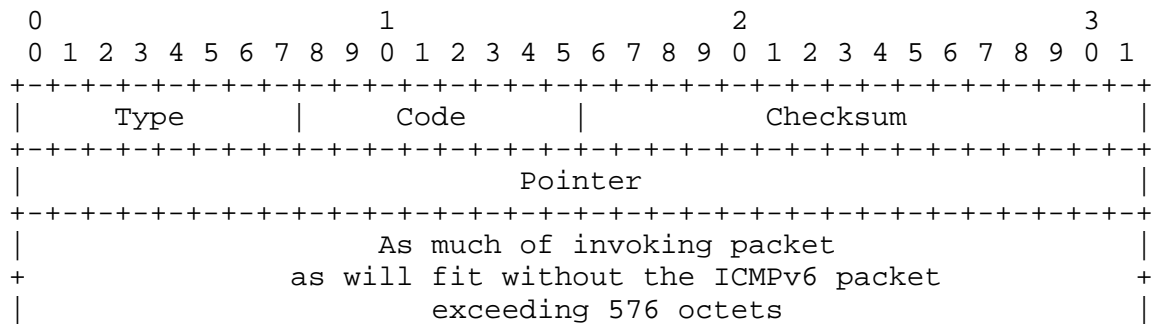 0                   1                   2                   3
 0 1 2 3 4 5 6 7 8 9 0 1 2 3 4 5 6 7 8 9 0 1 2 3 4 5 6 7 8 9 0 1
+-+-+-+-+-+-+-+-+-+-+-+-+-+-+-+-+-+-+-+-+-+-+-+-+-+-+-+-+-+-+-+-+
|     Type      |     Code      |          Checksum             |
+-+-+-+-+-+-+-+-+-+-+-+-+-+-+-+-+-+-+-+-+-+-+-+-+-+-+-+-+-+-+-+-+
|                            Pointer                            |
+-+-+-+-+-+-+-+-+-+-+-+-+-+-+-+-+-+-+-+-+-+-+-+-+-+-+-+-+-+-+-+-+
|                    As much of invoking packet                 |
+               as will fit without the ICMPv6 packet           +
|                       exceeding 576 octets                    |